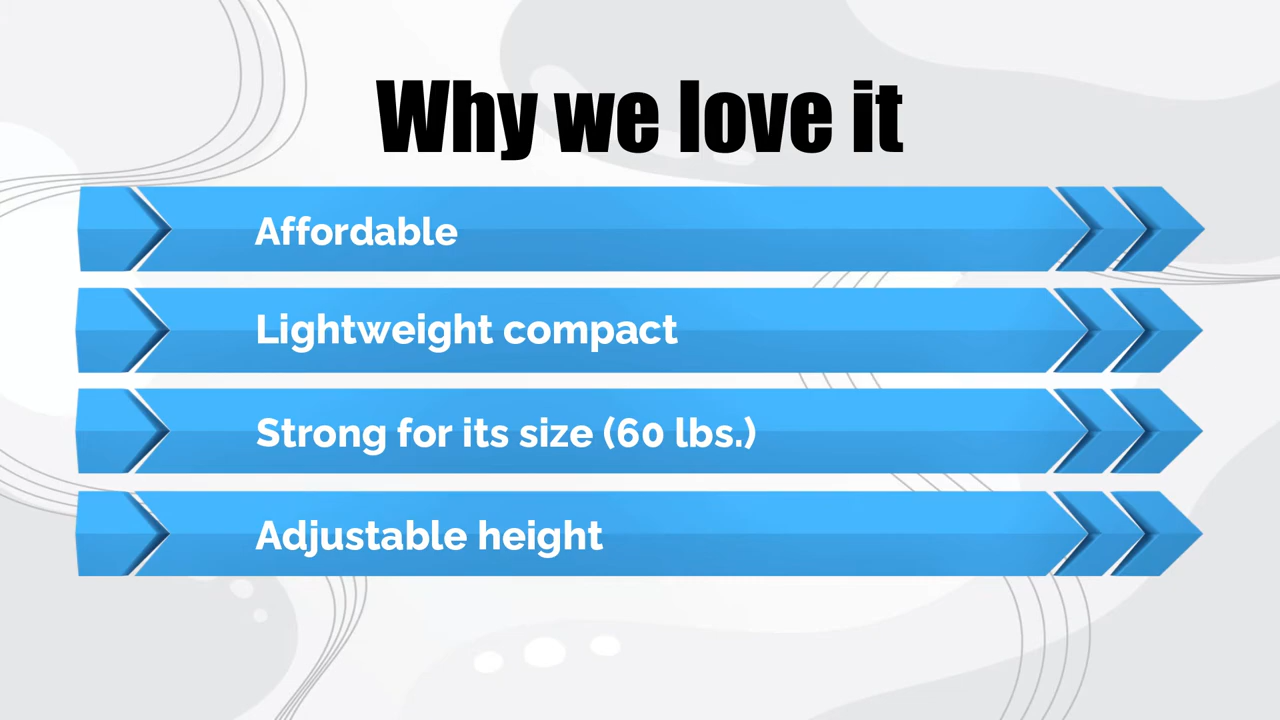 Why we love it
Affordable
Lightweight compact
Strong for its size (60 lbs.)
Adjustable height